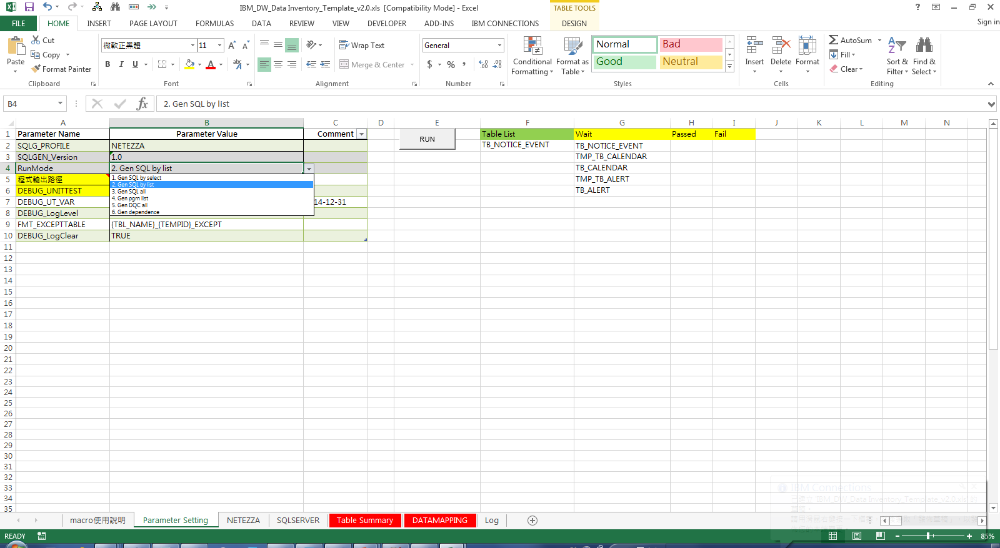 IBM_DW_Data Inventory_Template_v2.0.xls [Compatibility Mode] - Excel
TABLE TOOLS
FILE HOME INSERT PAGE LAYOUT FORMULAS DATA REVIEW VIEW DEVELOPER ADD-INS IBM CONNECTIONS DESIGN Sign in
Cut
Copy
Format Painter
Paste
Clipboard
微軟正黑體 11
B I U
Font
Wrap Text
Merge & Center
Alignment
General
$ % ,
Number
Conditional Formatting
Format as Table
Normal Bad
Good Neutral
Styles
Insert Delete Format
Cells
AutoSum
Fill
Clear
Sort & Filter
Find & Select
Editing
B4 fx 2. Gen SQL by list
A B C D E F G H I J K L M N
1 Parameter Name Parameter Value Comment RUN Table List Wait Passed Fail
2 SQLG_PROFILE NETEZZA TB_NOTICE_EVENT TB_NOTICE_EVENT
3 SQLGEN_Version 1.0 TMP_TB_CALENDAR
4 RunMode 2. Gen SQL by list TB_CALENDAR
5 程式輸出路徑 TMP_TB_ALERT
6 DEBUG_UNITTEST TB_ALERT
7 DEBUG_UT_VAR 14-12-31
8 DEBUG_LogLevel
1. Gen SQL by select
2. Gen SQL by list
3. Gen SQL all
4. Gen pgm list
5. Gen DQC all
6. Gen dependence
9 FMT_EXCEPTTABLE {TBL_NAME}_{TEMPID}_EXCEPT
10 DEBUG_LogClear TRUE
11
12
13
14
15
16
17
18
19
20
21
22
23
24
25
26
27
28
29
30
31
32
33
34
35
IBM Connections
IBM_DW_Data Inventory_Template_v2.0.xls
macro使用說明 Parameter Setting NETEZZA SQLSERVER Table Summary DATAMAPPING Log
READY 85%